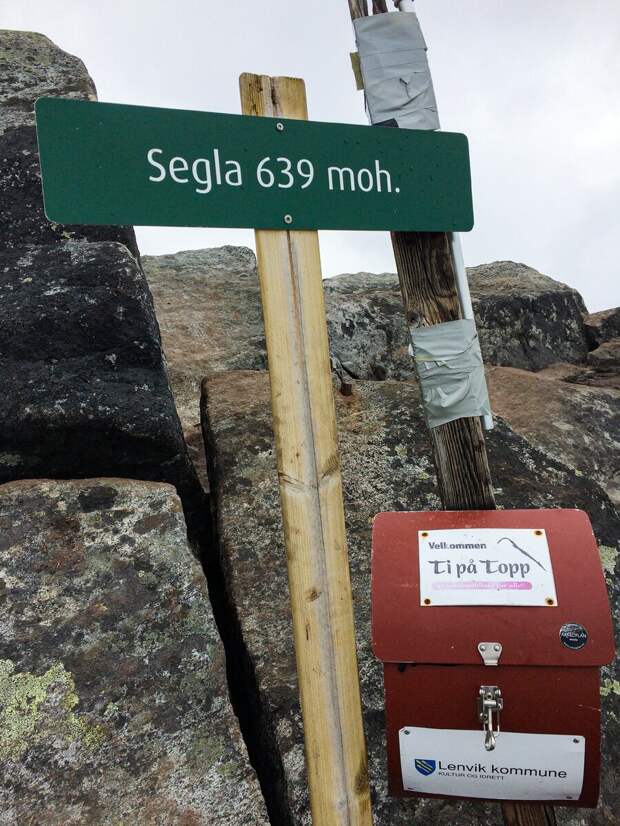 Segla 639 moh.
Velkommen
Ti på Topp
Lenvik kommune
KULTUR OG IDRETT